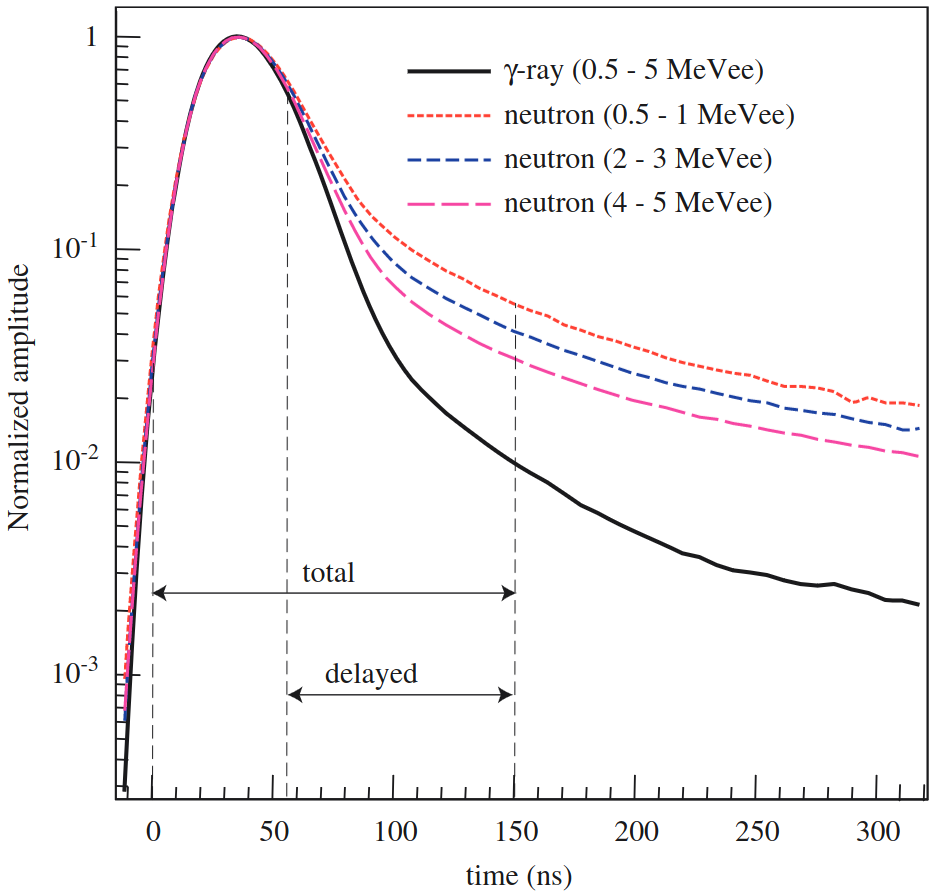 1
10-1
10-2
10-3
Normalized amplitude
γ-ray (0.5 - 5 MeVee)
neutron (0.5 - 1 MeVee)
neutron (2 - 3 MeVee)
neutron (4 - 5 MeVee)
total
delayed
0 50 100 150 200 250 300
time (ns)